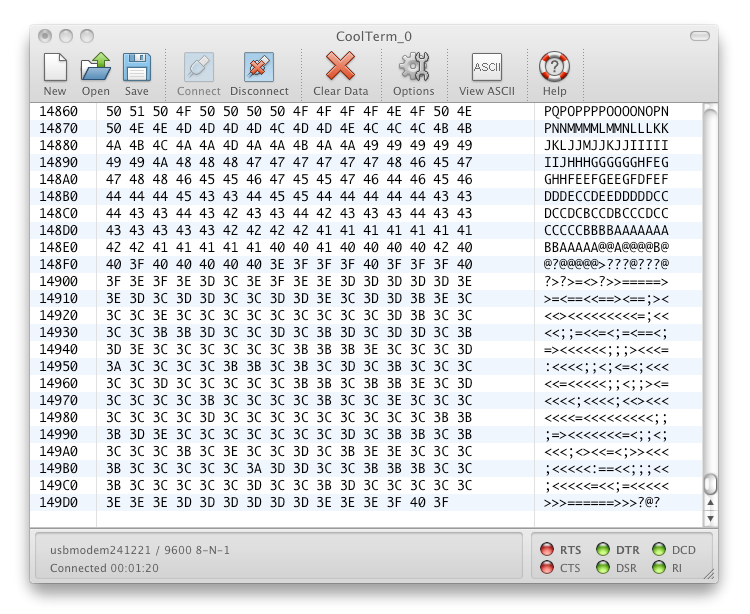 CoolTerm_0
New Open Save Connect Disconnect Clear Data Options ASCII View ASCII Help
14860 50 51 50 4F 50 50 50 50 4F 4F 4F 4F 4E 4F 50 4E PQPOPPPPOOOONOPN
14870 50 4E 4E 4D 4D 4D 4D 4C 4D 4D 4E 4C 4C 4C 4B 4B PNNMMMMLMMNLLLKK
14880 4A 4B 4C 4A 4A 4D 4A 4A 4B 4A 4A 49 49 49 49 49 JKLJJMJJKJJIIIII
14890 49 49 4A 48 48 48 47 47 47 47 47 47 48 46 45 47 IIJHHHGGGGGGHFEG
148A0 47 48 48 46 45 45 46 47 45 45 47 46 44 46 45 46 GHHFEEFGEEGFDFEF
148B0 44 44 44 45 43 43 44 45 45 44 44 44 44 44 43 43 DDDECCDEEDDDDDCC
148C0 44 43 43 44 43 42 43 43 44 42 43 43 43 44 43 43 DCCDCBCCDBCCCDCC
148D0 43 43 43 43 43 42 42 42 42 41 41 41 41 41 41 41 CCCCCBBBBAAAAAAA
148E0 42 42 41 41 41 41 41 40 40 41 40 40 40 40 42 40 BBAAAAA@@A@@@@B@
148F0 40 3F 40 40 40 40 40 3E 3F 3F 3F 40 3F 3F 3F 40 @?@@@@@>???@???@
14900 3F 3E 3F 3E 3D 3C 3E 3F 3E 3E 3D 3D 3D 3D 3D 3E ?>?>=<>?>>=====>
14910 3E 3D 3C 3D 3D 3C 3C 3D 3D 3E 3C 3D 3D 3B 3E 3C >=<==<<==><==;><
14920 3C 3C 3E 3C 3C 3C 3C 3C 3C 3C 3C 3C 3D 3B 3C 3C <<><<<<<<<<<=;<<
14930 3C 3C 3B 3B 3D 3C 3C 3D 3C 3B 3D 3C 3D 3D 3C 3B <<;;=<<=<;=<==<;
14940 3D 3E 3C 3C 3C 3C 3C 3C 3B 3B 3B 3E 3C 3C 3C 3D =><<<<<<;;;><<<=
14950 3A 3C 3C 3C 3C 3B 3B 3C 3B 3C 3D 3C 3B 3C 3C 3C :<<<<;;<;<=<;<<<
14960 3C 3C 3D 3C 3C 3C 3C 3C 3B 3B 3C 3B 3B 3E 3C 3D <<=<<<<<;;<;;><=
14970 3C 3C 3C 3C 3B 3C 3C 3C 3C 3B 3C 3C 3E 3C 3C 3C <<<<;<<<<;<<><<<
14980 3C 3C 3C 3C 3D 3C 3C 3C 3C 3C 3C 3C 3C 3C 3B 3B <<<<=<<<<<<<<<;;
14990 3B 3D 3E 3C 3C 3C 3C 3C 3C 3C 3D 3C 3B 3B 3C 3B ;=><<<<<<<=<;;<;
149A0 3C 3C 3C 3B 3C 3E 3C 3C 3D 3C 3B 3E 3E 3C 3C 3C <<<;<><<=<;>><<<
149B0 3B 3C 3C 3C 3C 3C 3A 3D 3D 3C 3C 3B 3B 3B 3C 3C ;<<<<<:==<<;;;<<
149C0 3B 3C 3C 3C 3C 3C 3D 3C 3C 3B 3D 3C 3C 3C 3C 3C ;<<<<<=<<;=<<<<<
149D0 3E 3E 3E 3D 3D 3D 3D 3D 3D 3E 3E 3E 3F 40 3F >>>======>>>?@?
usbmodem241221 / 9600 8-N-1 RTS DTR DCD
Connected 00:01:20 CTS DSR RI